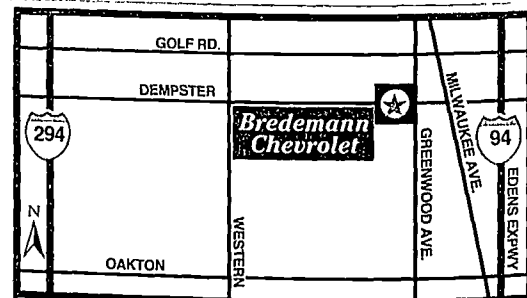 GOLF RD.
DEMPSTER
Bredemann
Chevrolet
294
94
MILWAUKEE AVE.
GREENWOOD AVE.
EDENS EXPWY
WESTERN
N
OAKTON